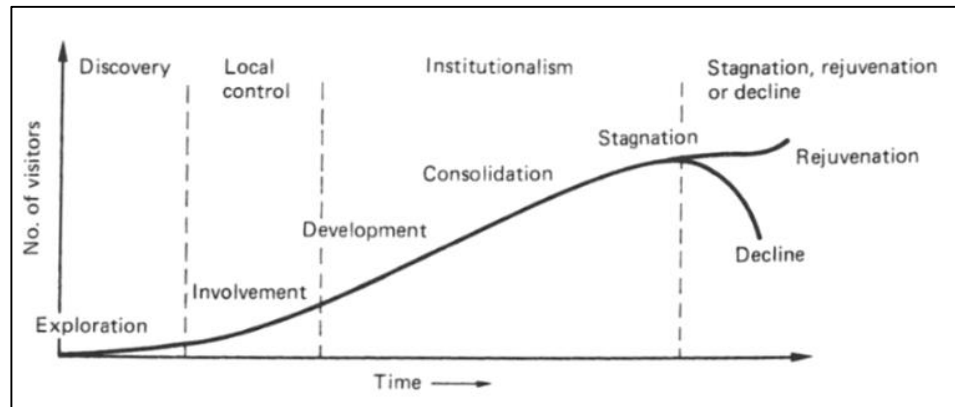 Discovery
Local
control
Institutionalism
Stagnation, rejuvenation
or decline
No. of visitors
Stagnation
Rejuvenation
Consolidation
Development
Decline
Involvement
Exploration
Time